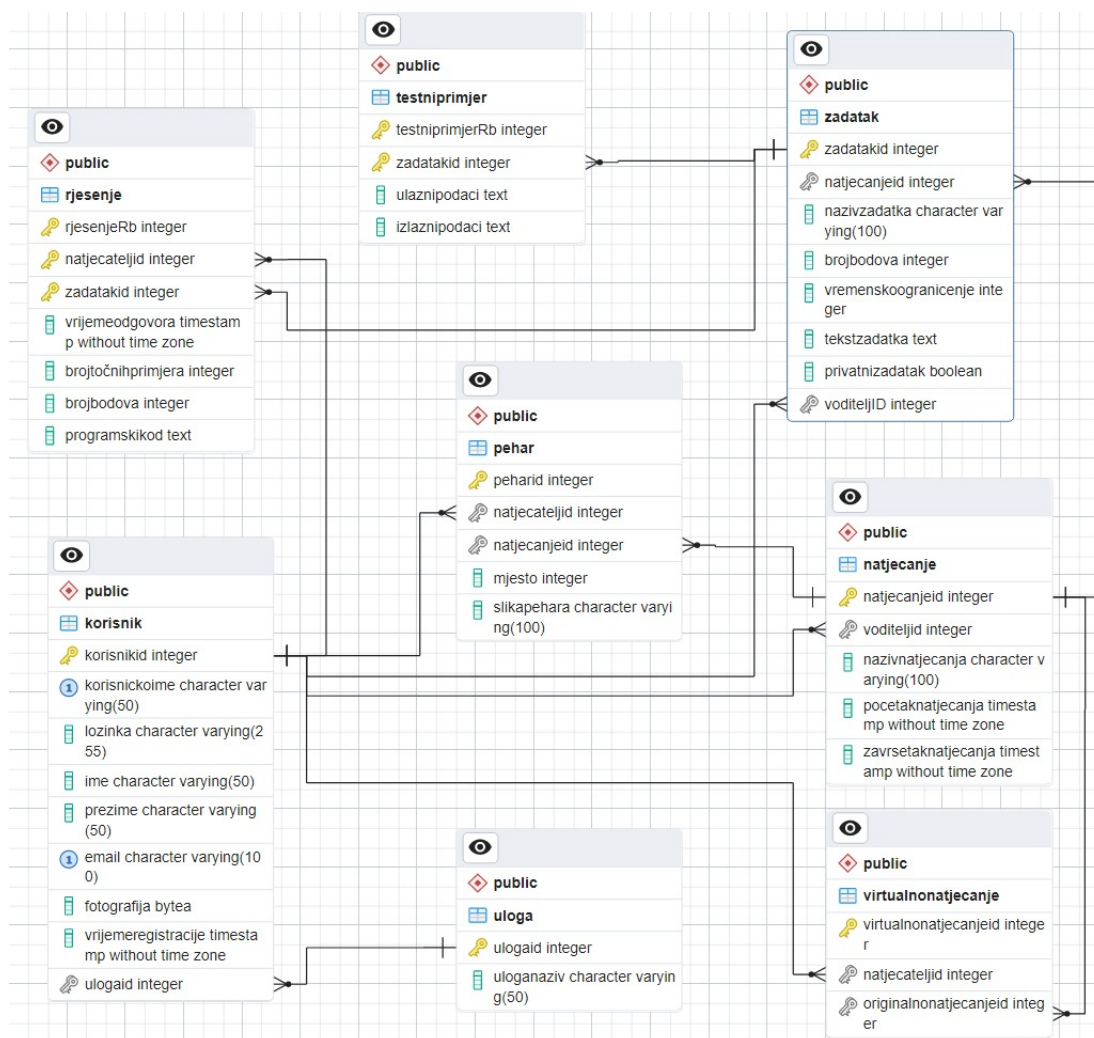 public
testniprimjer
testniprimjerRb integer
zadatakid integer
ulaznipodaci text
izlaznipodaci text
public
zadatak
zadatakid integer
natjecanjeid integer
nazivzadatka character var
ying(100)
brojbodova integer
vremenskoogranicenje inte
ger
tekstzadatka text
privatnizadatak boolean
voditeljID integer
public
rjesenje
rjesenjeRb integer
natjecateljid integer
zadatakid integer
vrijemeodgovora timestam
p without time zone
brojtočnihprimjera integer
brojbodova integer
programskikod text
public
pehar
peharid integer
natjecateljid integer
natjecanjeid integer
mjesto integer
slikapehara character varyi
ng(100)
public
natjecanje
natjecanjeid integer
voditeljid integer
nazivnatjecanja character v
arying(100)
pocetaknatjecanja timesta
mp without time zone
zavrsetaknatjecanja timest
amp without time zone
public
korisnik
korisnikid integer
1
korisnickoime character var
ying(50)
lozinka character varying(2
55)
ime character varying(50)
prezime character varying
(50)
1
email character varying(10
0)
fotografija bytea
vrijemeregistracije timesta
mp without time zone
ulogaid integer
public
uloga
ulogaid integer
uloganaziv character varyin
g(50)
public
virtualnonatjecanje
virtualnonatjecanjeid intege
r
natjecateljid integer
originalnonatjecanjeid integ
er